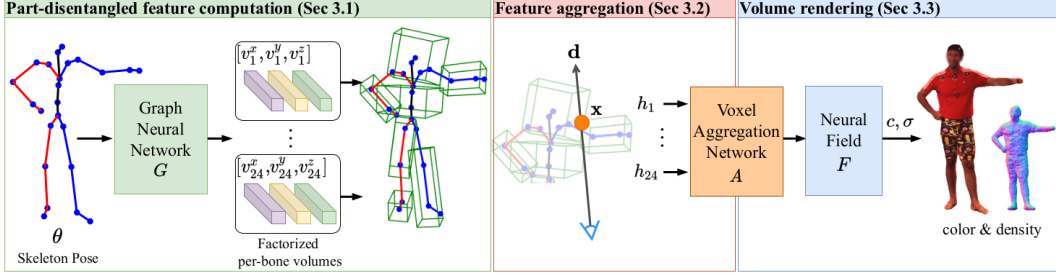 Part-disentangled feature computation (Sec 3.1)
θ
Skeleton Pose
Graph
Neural
Network
G
[v₁ˣ, v₁ʸ, v₁ᶻ]
⋮
[v₂₄ˣ, v₂₄ʸ, v₂₄ᶻ]
Factorized
per-bone volumes
Feature aggregation (Sec 3.2)
d
x
h₁
⋮
h₂₄
Voxel
Aggregation
Network
A
Volume rendering (Sec 3.3)
Neural
Field
F
c, σ
color & density